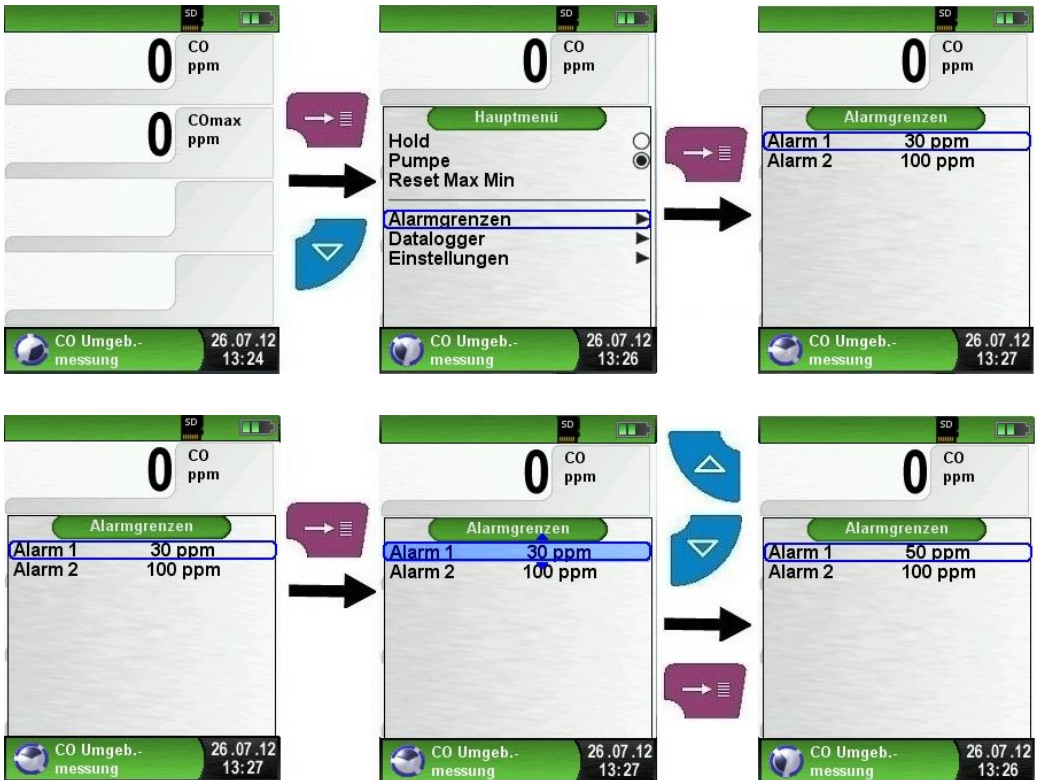 SD
0 CO
ppm
0 COmax
ppm
CO Umgeb.-
messung
26.07.12
13:24
SD
0 CO
ppm
Hauptmenü
Hold
Pumpe
Reset Max Min
Alarmgrenzen
Datalogger
Einstellungen
CO Umgeb.-
messung
26.07.12
13:26
SD
0 CO
ppm
Alarmgrenzen
Alarm 1 30 ppm
Alarm 2 100 ppm
CO Umgeb.-
messung
26.07.12
13:27
SD
0 CO
ppm
Alarmgrenzen
Alarm 1 30 ppm
Alarm 2 100 ppm
CO Umgeb.-
messung
26.07.12
13:27
SD
0 CO
ppm
Alarmgrenzen
Alarm 1 30 ppm
Alarm 2 100 ppm
CO Umgeb.-
messung
26.07.12
13:27
SD
0 CO
ppm
Alarmgrenzen
Alarm 1 50 ppm
Alarm 2 100 ppm
CO Umgeb.-
messung
26.07.12
13:26